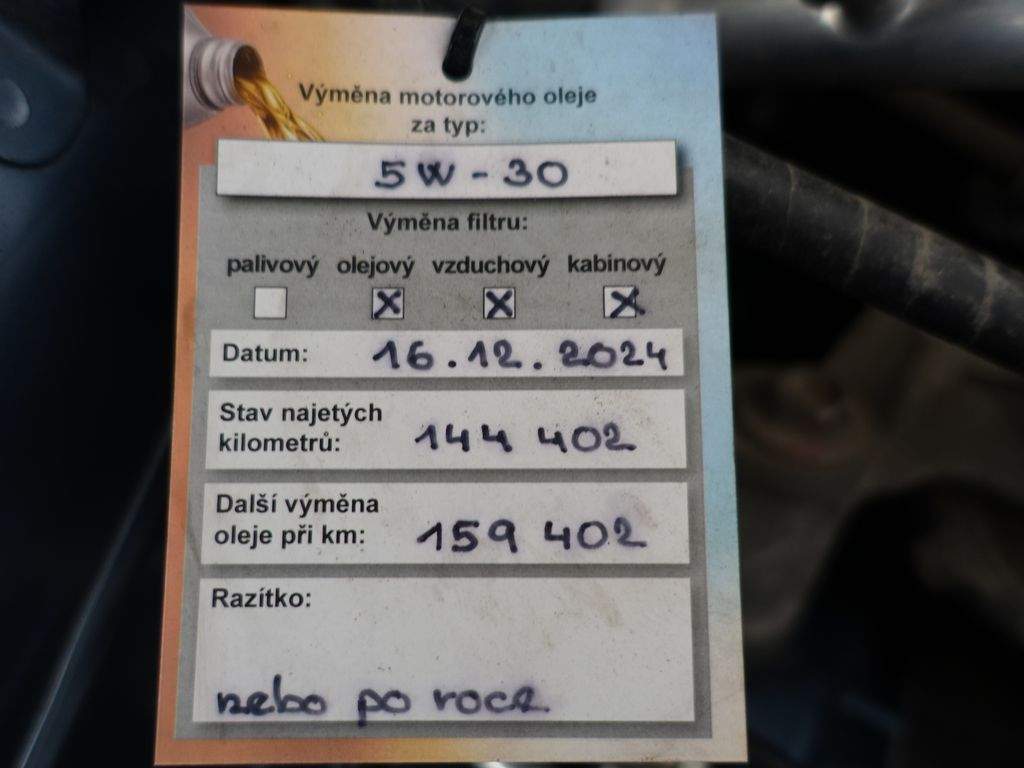 Výměna motorového oleje
za typ:
5W-30
Výměna filtru:
palivový olejový vzduchový kabinový
X X X
Datum: 16.12.2024
Stav najetých
kilometrů: 144 402
Další výměna
oleje při km: 159 402
Razítko:
nebo po roce